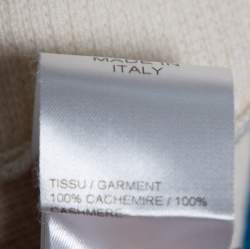 MADE IN
ITALY
TISSU / GARMENT
100% CACHEMIRE / 100%
CASHMERE